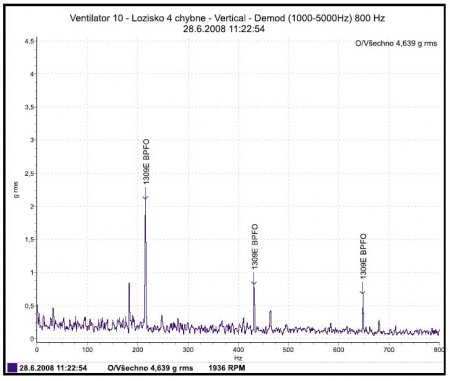 Ventilator 10 - Lozisko 4 chybne - Vertical - Demod (1000-5000Hz) 800 Hz
28.6.2008 11:22:54
O/Všechno 4,639 g rms
4,5
4
3,5
3
2,5
2
1,5
1
0,5
0
g rms
1309E BPFO
1309E BPFO
1309E BPFO
0 100 200 300 400 500 600 700 800
Hz
28.6.2008 11:22:54 O/Všechno 4,639 g rms 1936 RPM